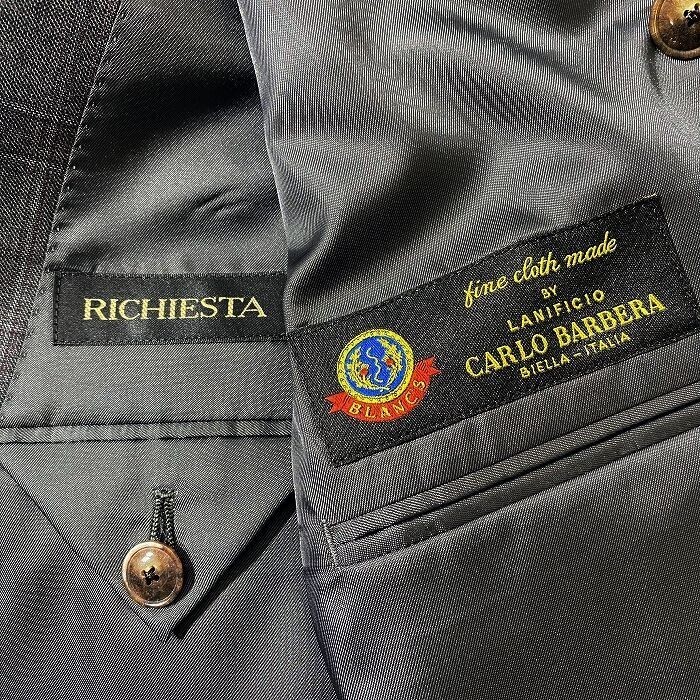 RICHIESTA
fine cloth made
BY
LANIFICIO
CARLO BARBERA
BIELLA-ITALIA
BLANCS